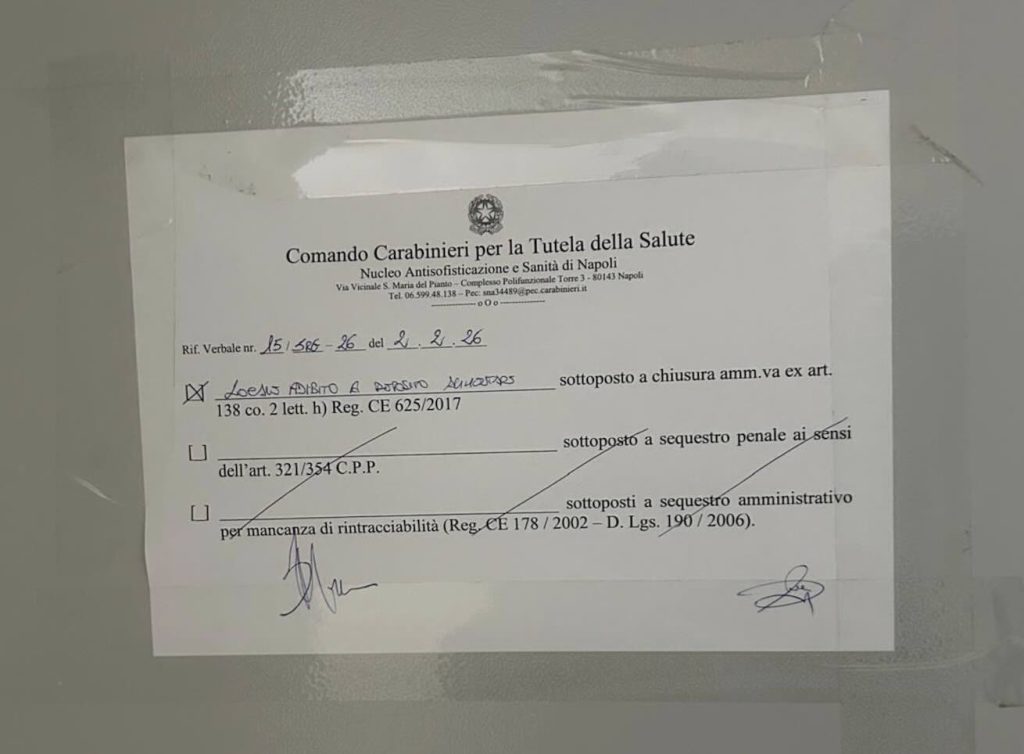 Comando Carabinieri per la Tutela della Salute
Nucleo Antisofisticazione e Sanità di Napoli
Via Vicinale S. Maria del Pianto – Complesso Polifunzionale Torre 3 - 80143 Napoli
Tel. 06.599.48.138 – Pec: sna34489@pec.carabinieri.it
---------------- o O o ----------------
Rif. Verbale nr. 15/ - 26 del 2.2.26
[X] ADIBITO A DEPOSITO sottoposto a chiusura amm.va ex art.
138 co. 2 lett. h) Reg. CE 625/2017
[ ] sottoposto a sequestro penale ai sensi
dell'art. 321/354 C.P.P.
[ ] sottoposti a sequestro amministrativo
per mancanza di rintracciabilità (Reg. CE 178 / 2002 – D. Lgs. 190 / 2006).